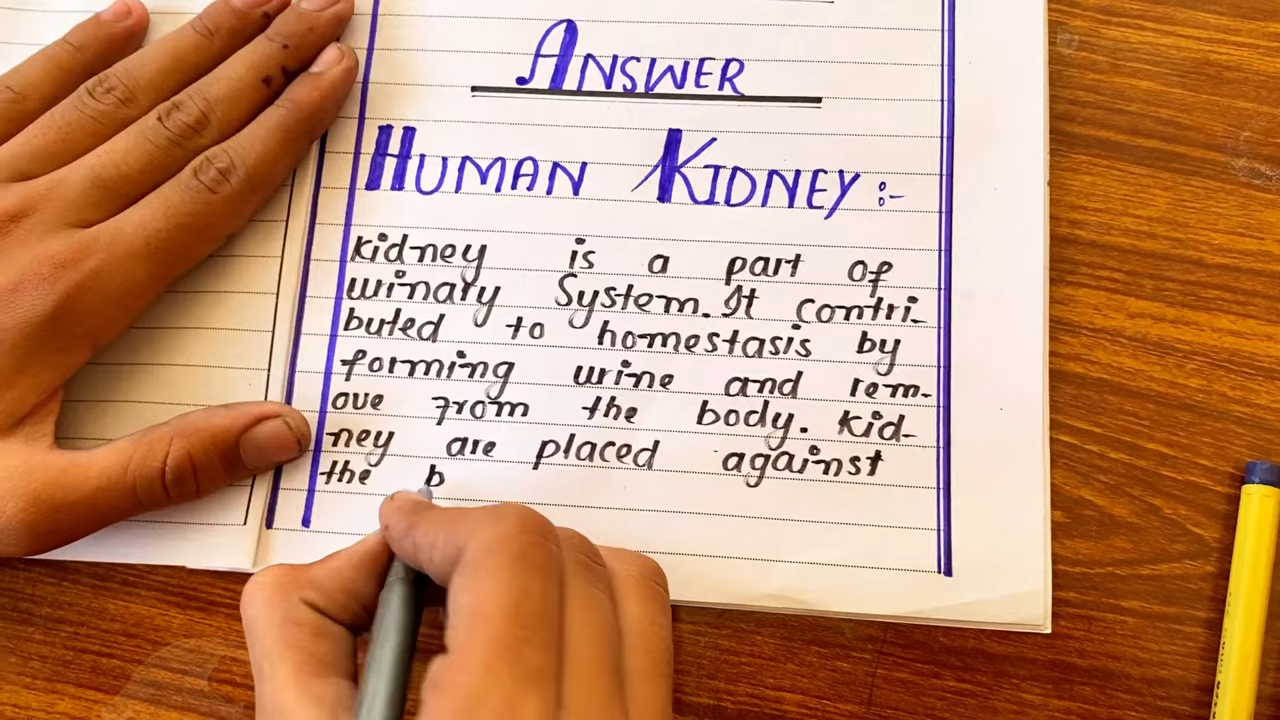 ANSWER
HUMAN KIDNEY :-
kidney is a part of
urinary System. It contri-
buted to homestasis by
forming urine and rem-
ove from the body. kid-
ney are placed against
the b